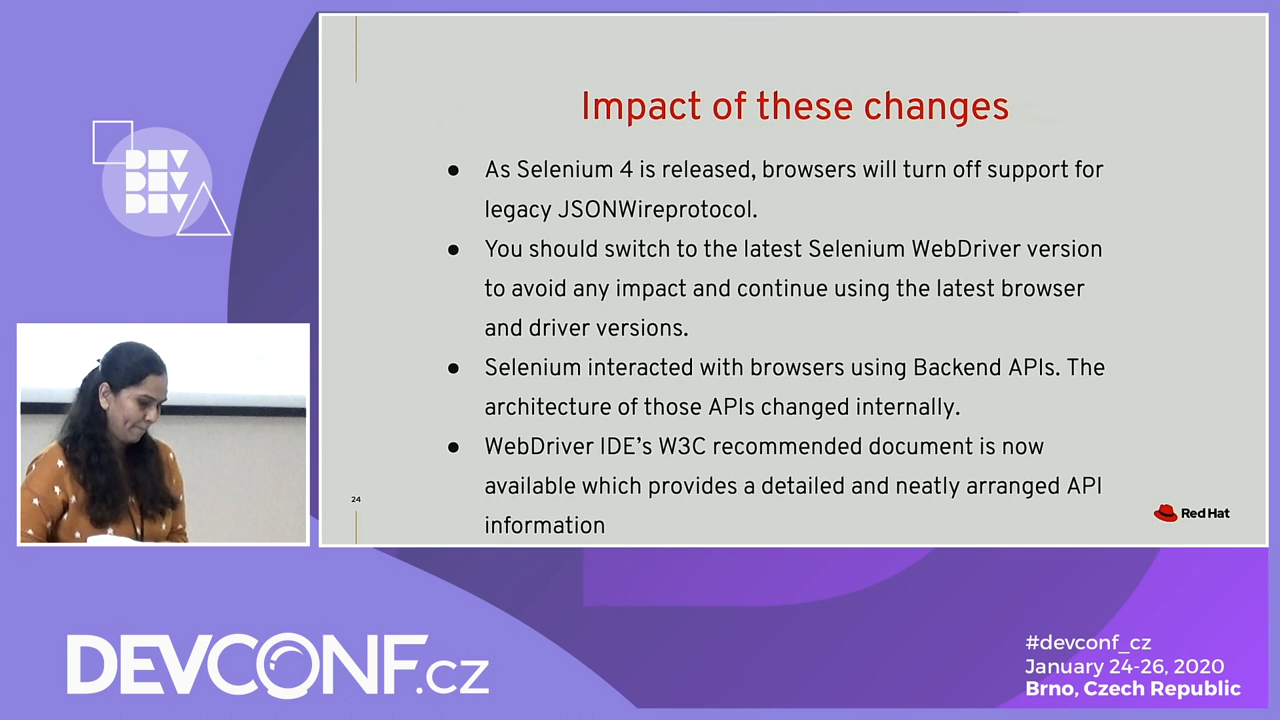 DEV
DEV
DEV
Impact of these changes
● As Selenium 4 is released, browsers will turn off support for
legacy JSONWireprotocol.
● You should switch to the latest Selenium WebDriver version
to avoid any impact and continue using the latest browser
and driver versions.
● Selenium interacted with browsers using Backend APIs. The
architecture of those APIs changed internally.
● WebDriver IDE’s W3C recommended document is now
available which provides a detailed and neatly arranged API
information
24
Red Hat
DEVCONF.cz
#devconf_cz
January 24-26, 2020
Brno, Czech Republic